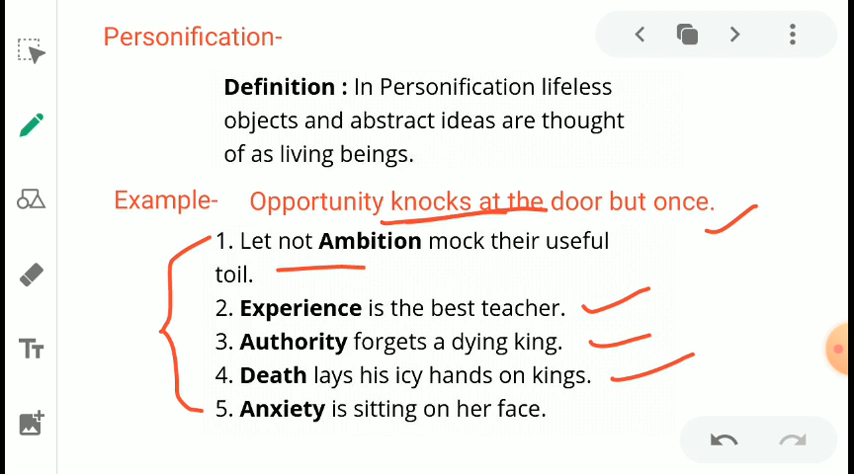 Personification-
Definition : In Personification lifeless
objects and abstract ideas are thought
of as living beings.
Example- Opportunity knocks at the door but once.
1. Let not Ambition mock their useful
toil.
2. Experience is the best teacher.
3. Authority forgets a dying king.
4. Death lays his icy hands on kings.
5. Anxiety is sitting on her face.
TT